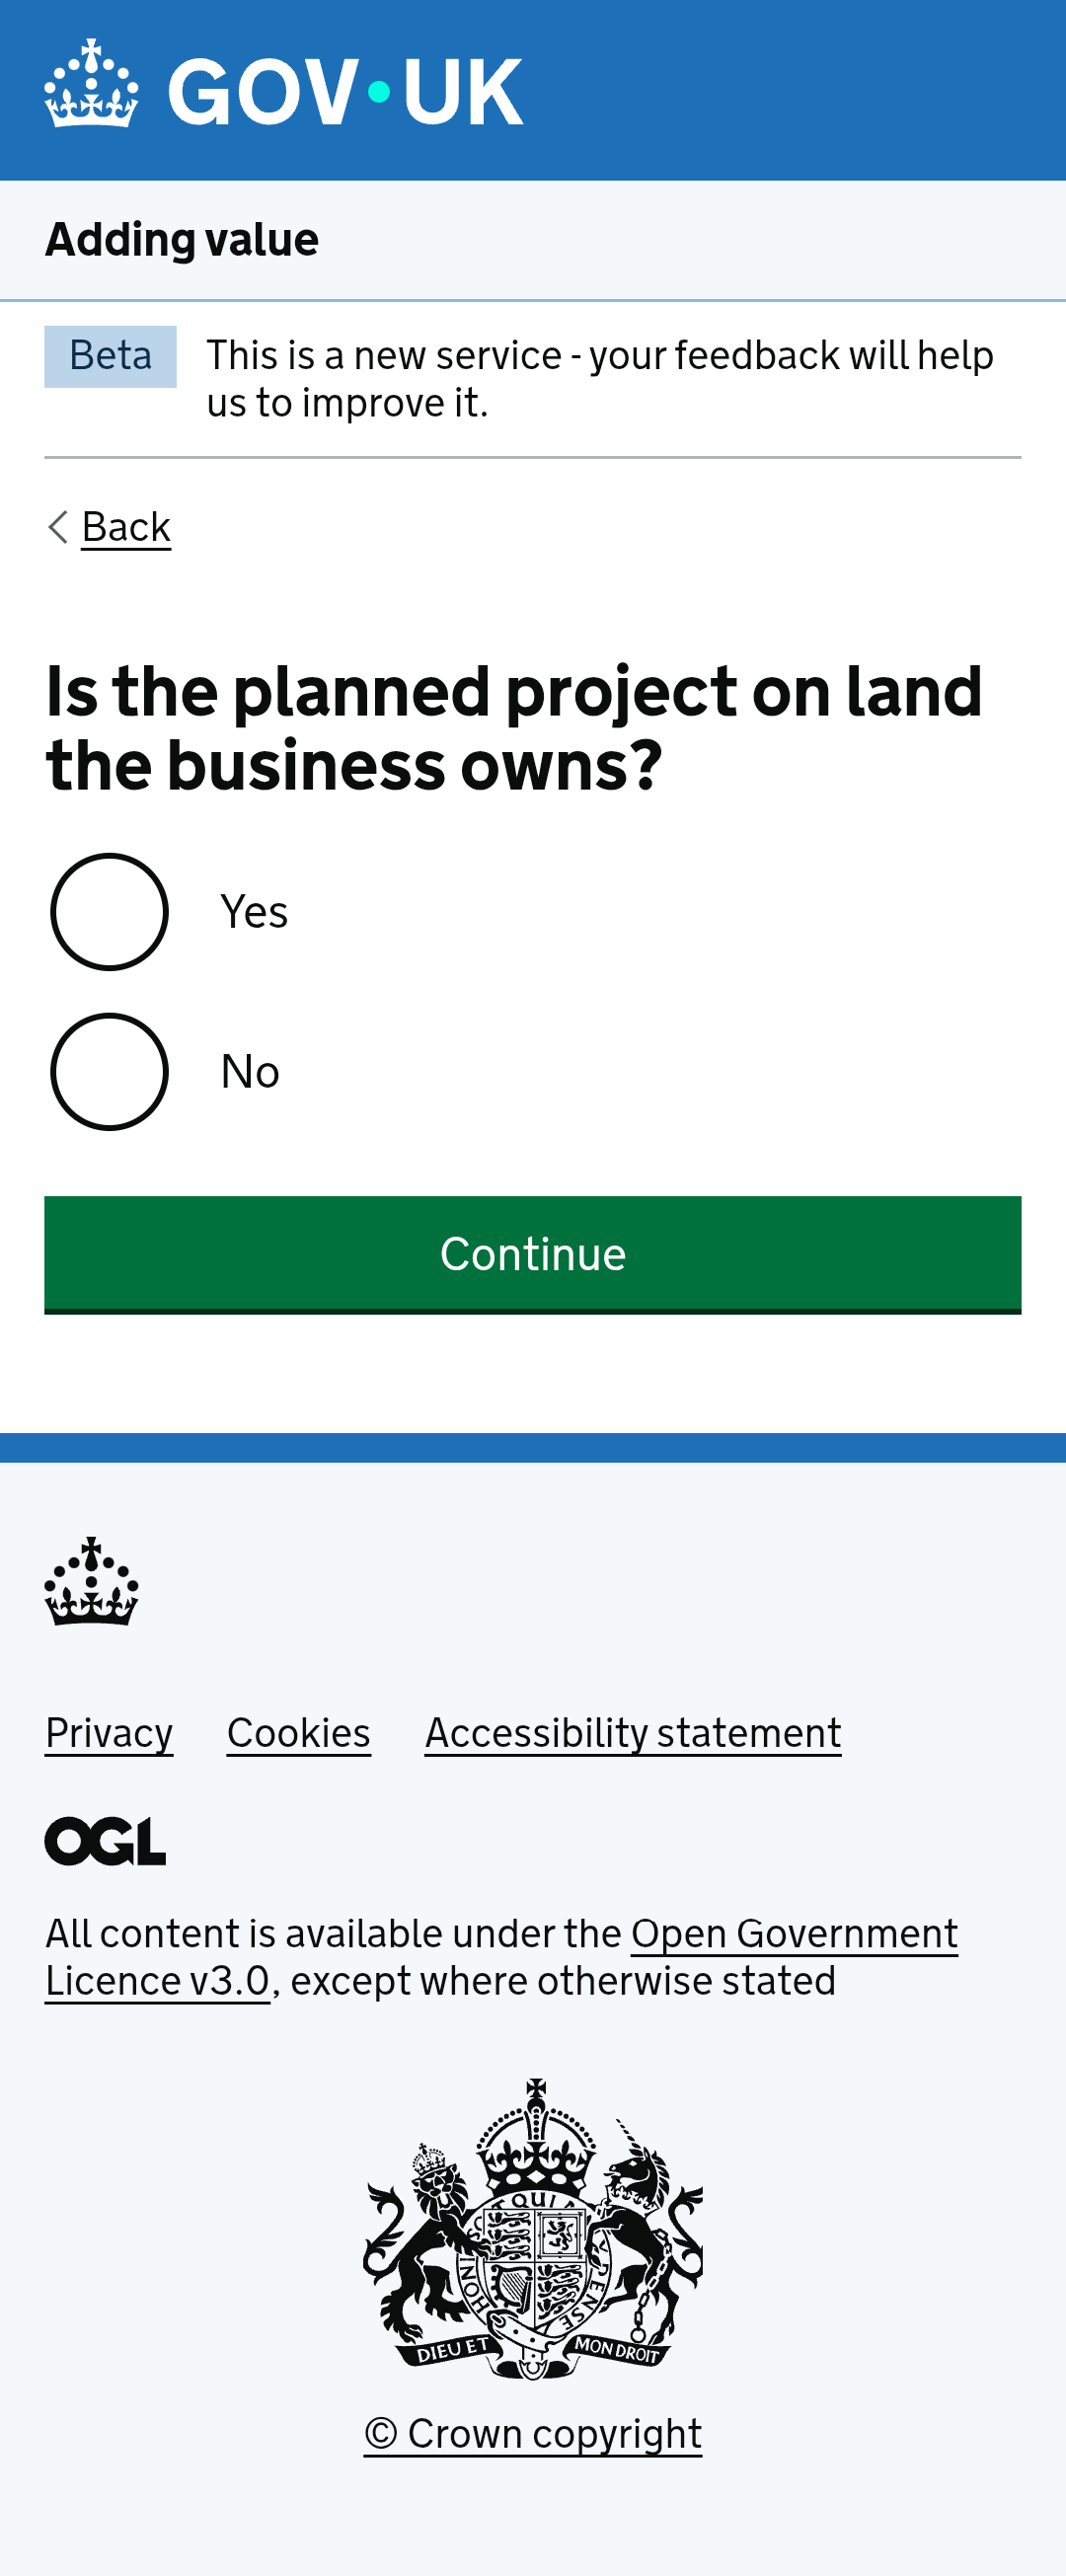 GOV·UK
Adding value
Beta
This is a new service - your feedback will help
us to improve it.
Back
Is the planned project on land
the business owns?
Yes
No
Continue
Privacy Cookies Accessibility statement
OGL
All content is available under the Open Government
Licence v3.0, except where otherwise stated
QUI
HONI
DIEU ET MON DROIT
© Crown copyright